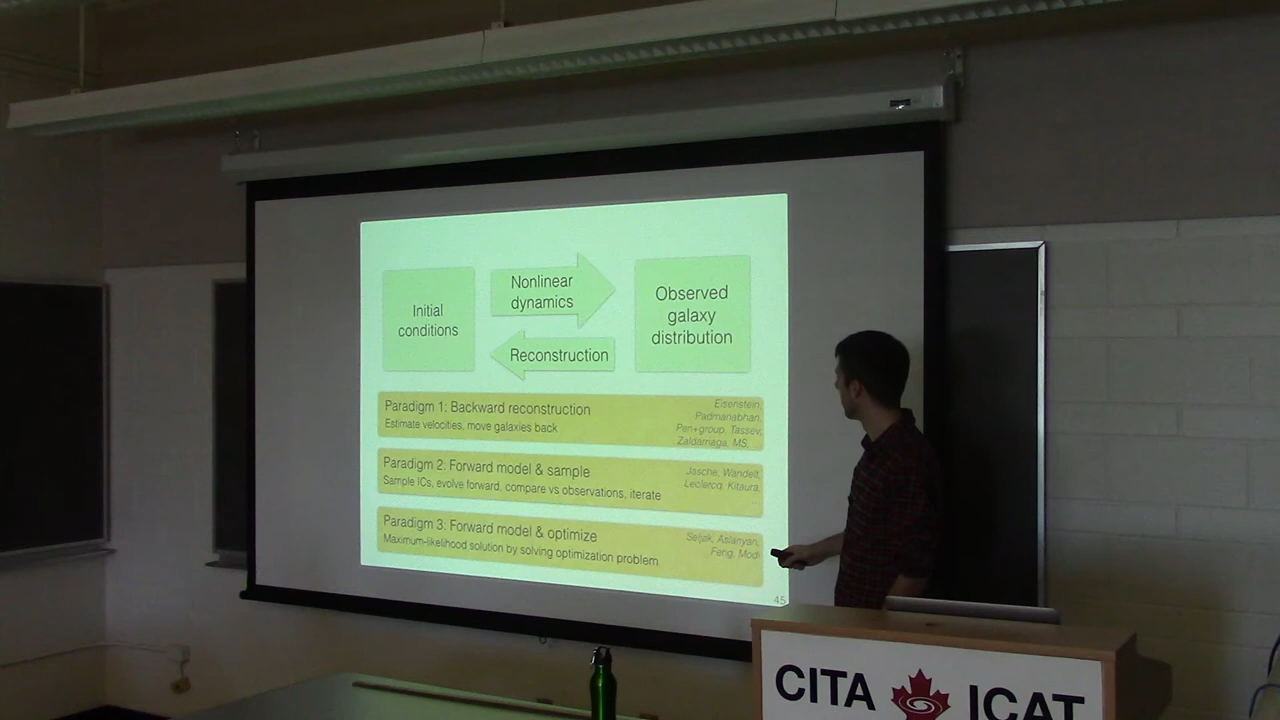 Initial
conditions
Nonlinear
dynamics
Reconstruction
Observed
galaxy
distribution
Paradigm 1: Backward reconstruction
Estimate velocities, move galaxies back
Eisenstein,
Padmanabhan,
Pen+group, Tassev,
Zaldarriaga, MS,
Paradigm 2: Forward model & sample
Sample ICs, evolve forward, compare vs observations, iterate
Jasche, Wandelt,
Leclercq, Kitaura,
Paradigm 3: Forward model & optimize
Maximum-likelihood solution by solving optimization problem
Seljak, Aslanyan,
Feng, Modi
45
CITA ICAT